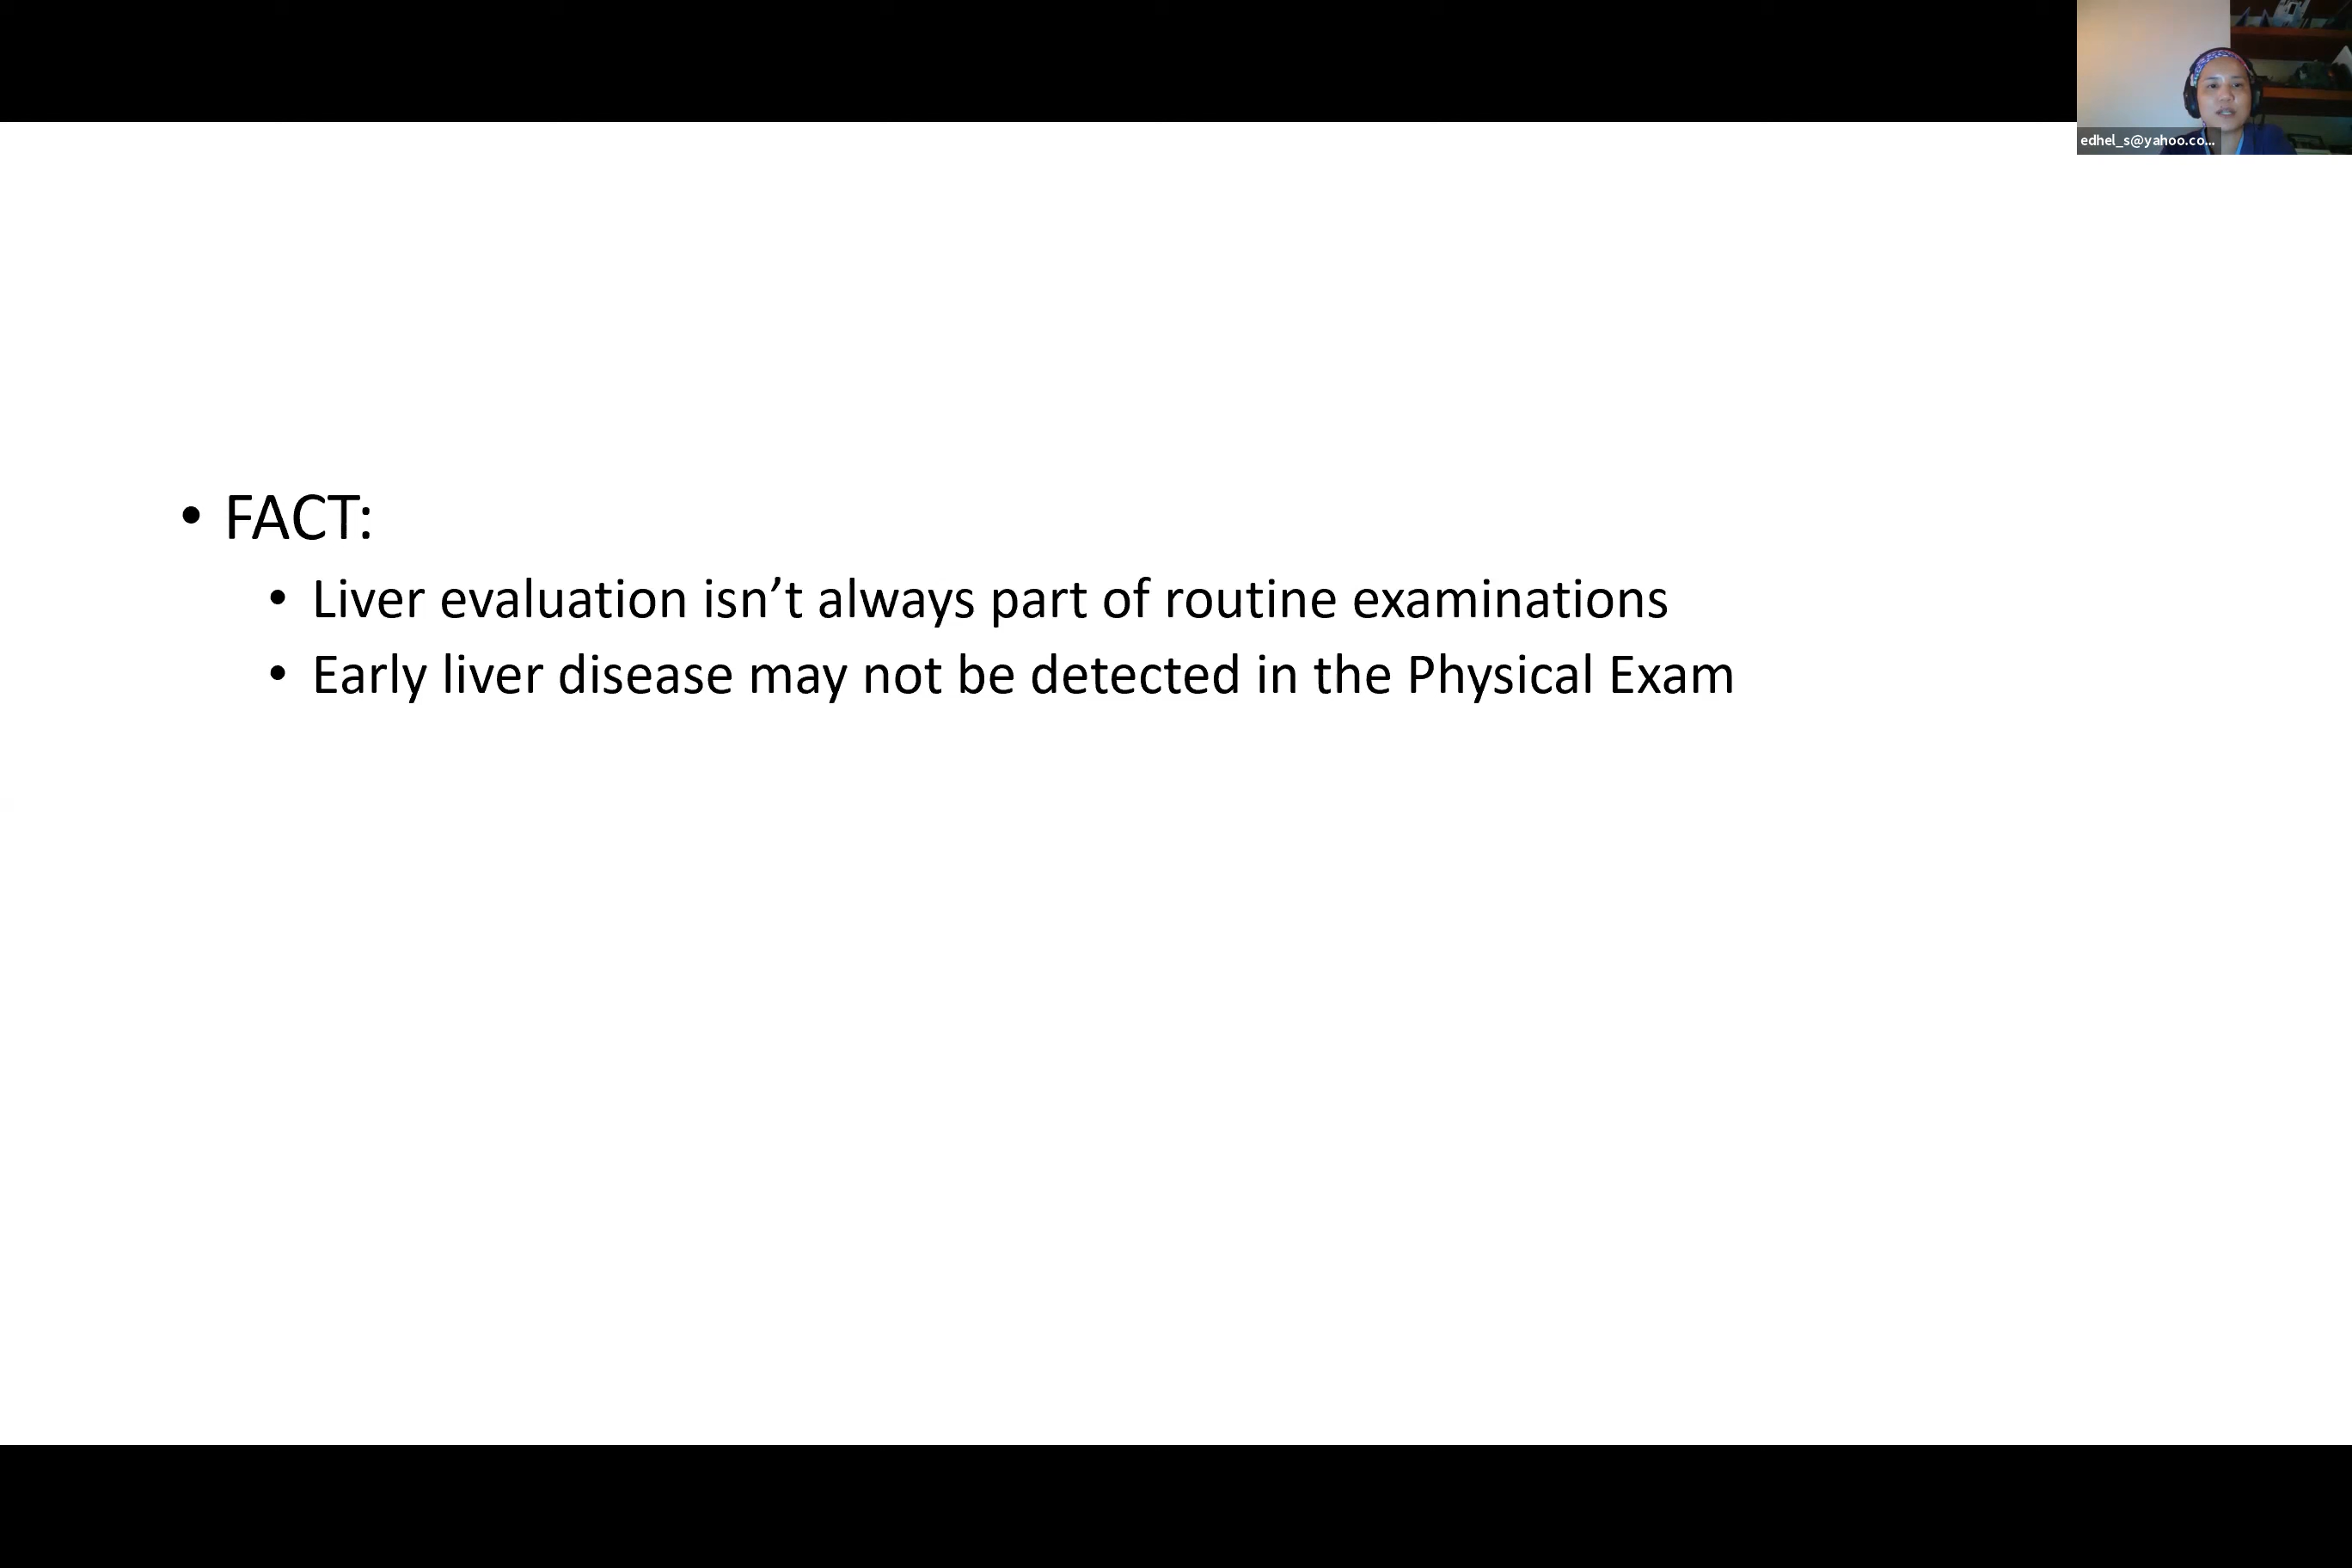 edhel_s@yahoo.co...
• FACT:
• Liver evaluation isn’t always part of routine examinations
• Early liver disease may not be detected in the Physical Exam